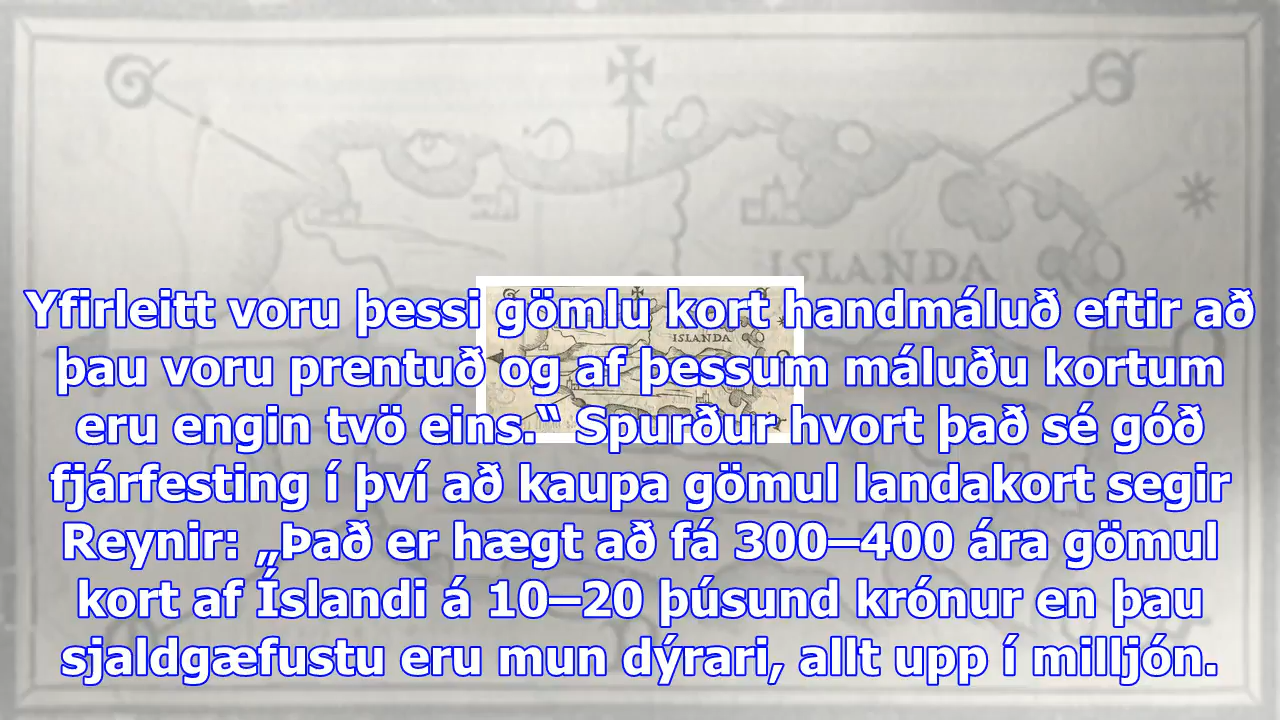 ISLANDA
ISLANDA
Yfirleitt voru þessi gömlu kort handmáluð eftir að
þau voru prentuð og af þessum máluðu kortum
eru engin tvö eins.“ Spurður hvort það sé góð
fjárfesting í því að kaupa gömul landakort segir
Reynir: „Það er hægt að fá 300—400 ára gömul
kort af Íslandi á 10—20 þúsund krónur en þau
sjaldgæfustu eru mun dýrari, allt upp í milljón.